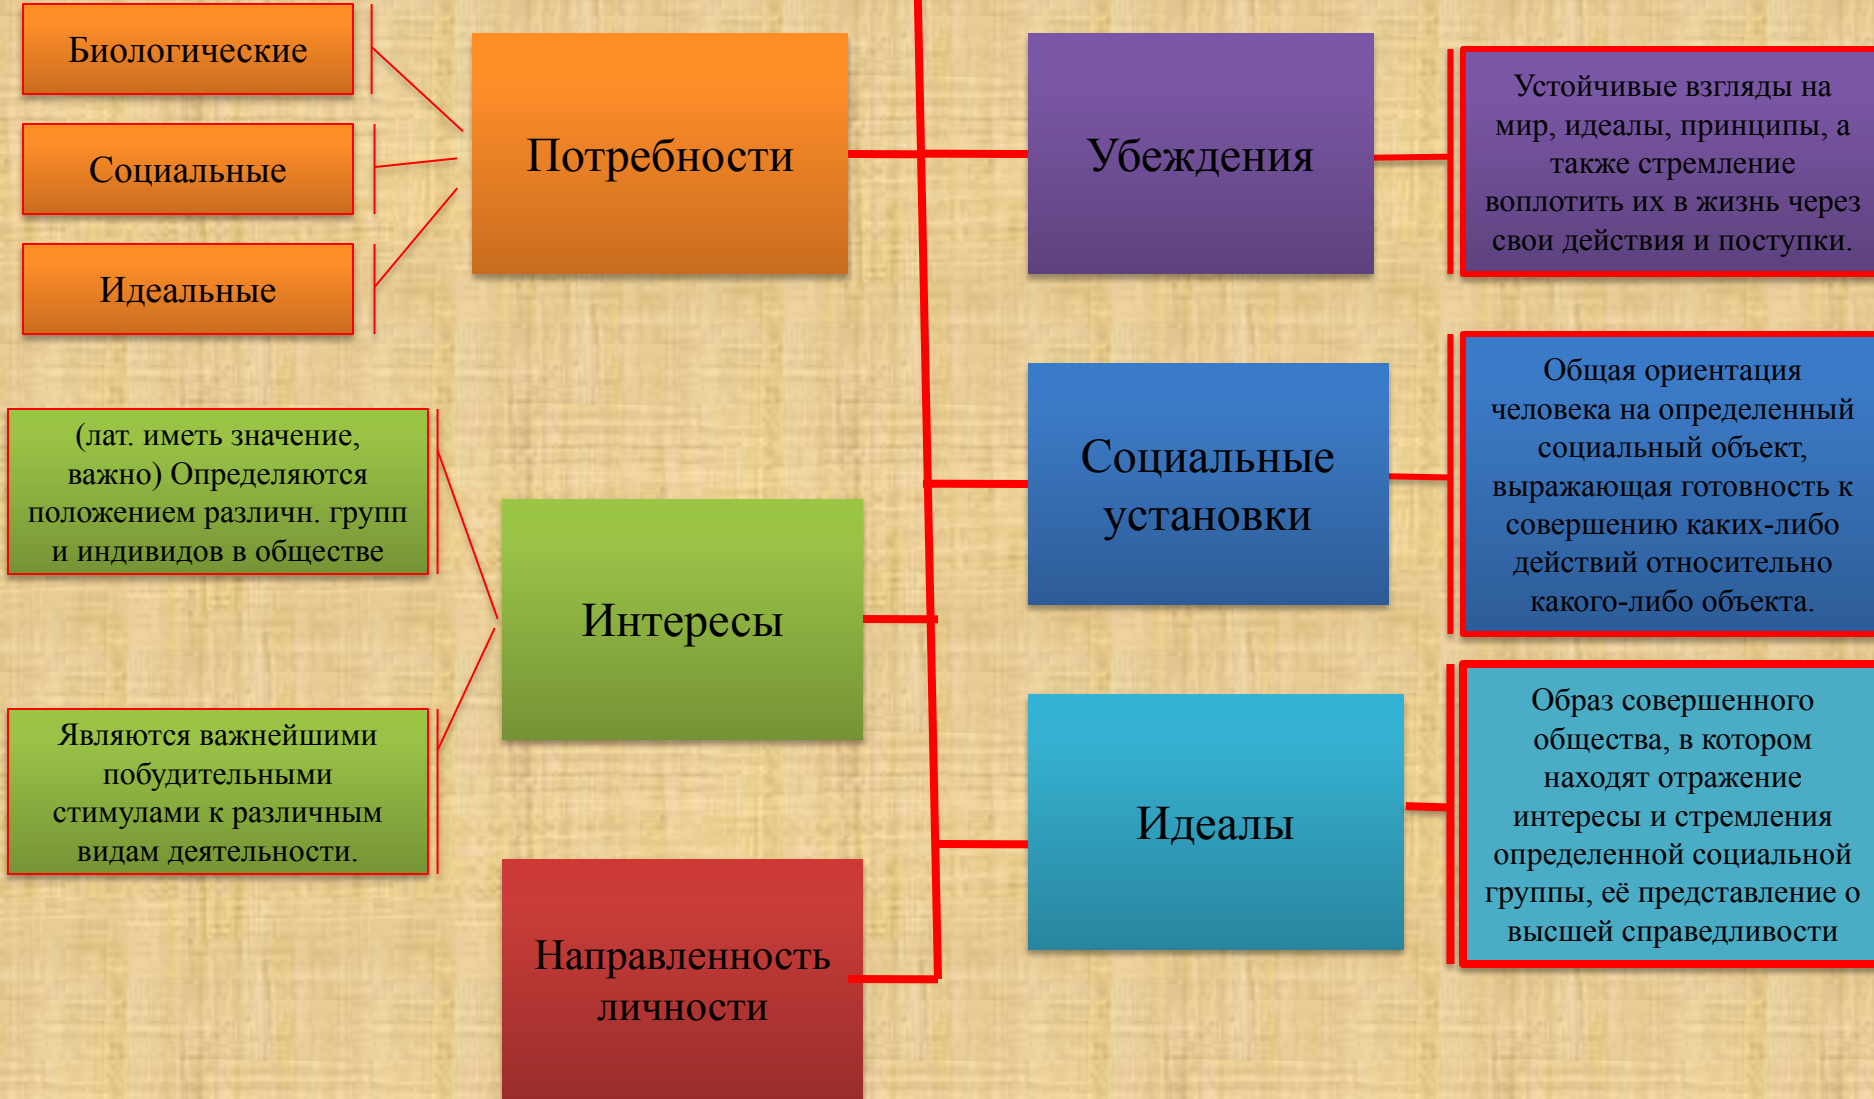 Биологические
Социальные
Идеальные
Потребности
(лат. иметь значение,
важно) Определяются
положением различн. групп
и индивидов в обществе
Являются важнейшими
побудительными
стимулами к различным
видам деятельности.
Интересы
Направленность
личности
Убеждения
Устойчивые взгляды на
мир, идеалы, принципы, а
также стремление
воплотить их в жизнь через
свои действия и поступки.
Социальные
установки
Общая ориентация
человека на определенный
социальный объект,
выражающая готовность к
совершению каких-либо
действий относительно
какого-либо объекта.
Идеалы
Образ совершенного
общества, в котором
находят отражение
интересы и стремления
определенной социальной
группы, её представление о
высшей справедливости